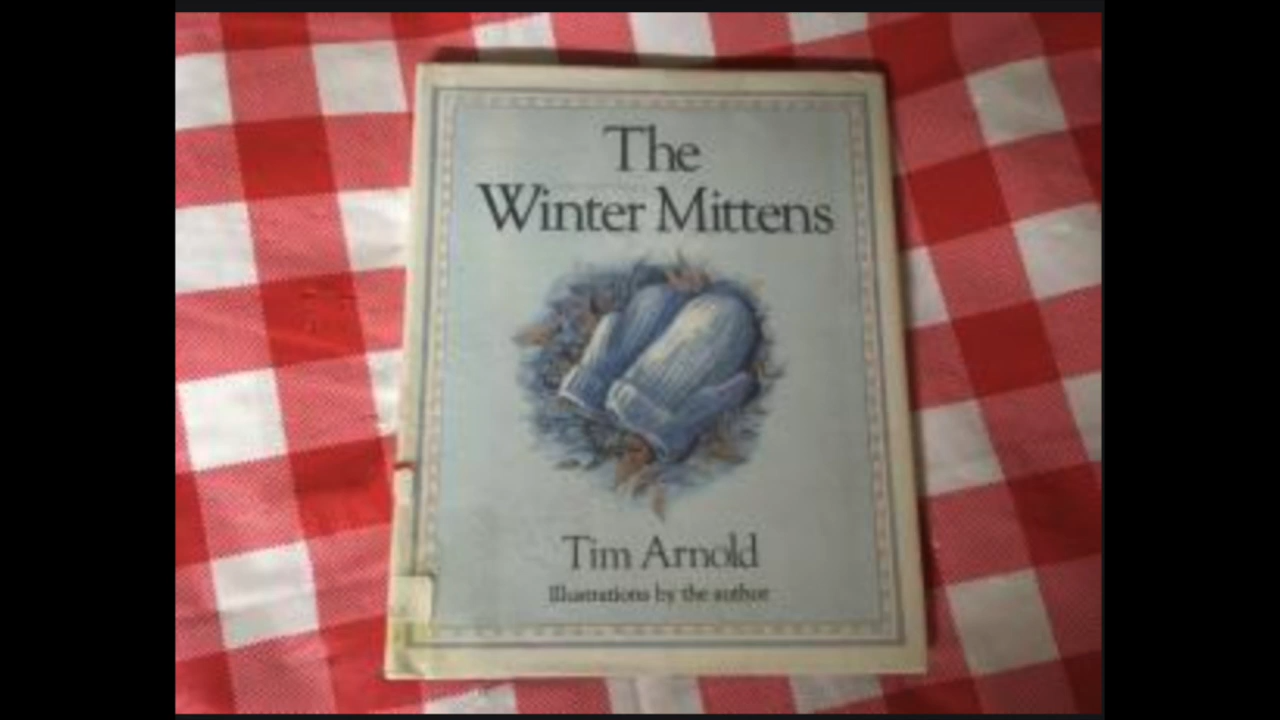 The
Winter Mittens
Tim Arnold
Illustrations by the author